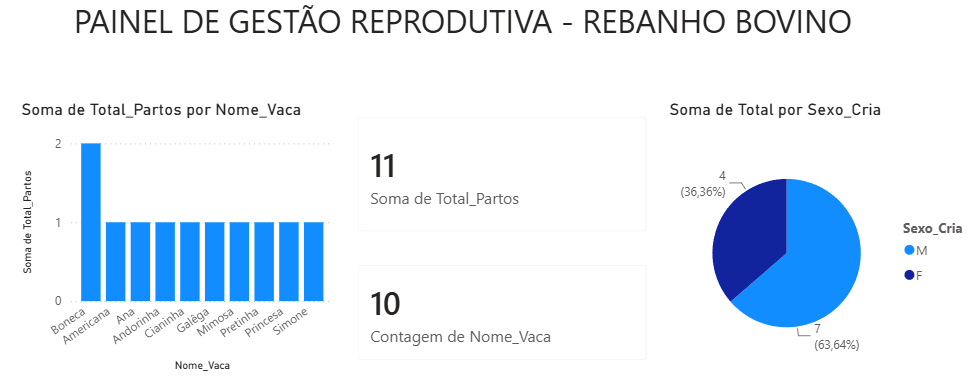 PAINEL DE GESTÃO REPRODUTIVA - REBANHO BOVINO
Soma de Total_Partos por Nome_Vaca
Soma de Total_Partos
2
1
0
Boneca
Americana
Ana
Andorinha
Cianinha
Galêga
Mimosa
Pretinha
Princesa
Simone
Nome_Vaca
11
Soma de Total_Partos
10
Contagem de Nome_Vaca
Soma de Total por Sexo_Cria
4
(36,36%)
7
(63,64%)
Sexo_Cria
M
F